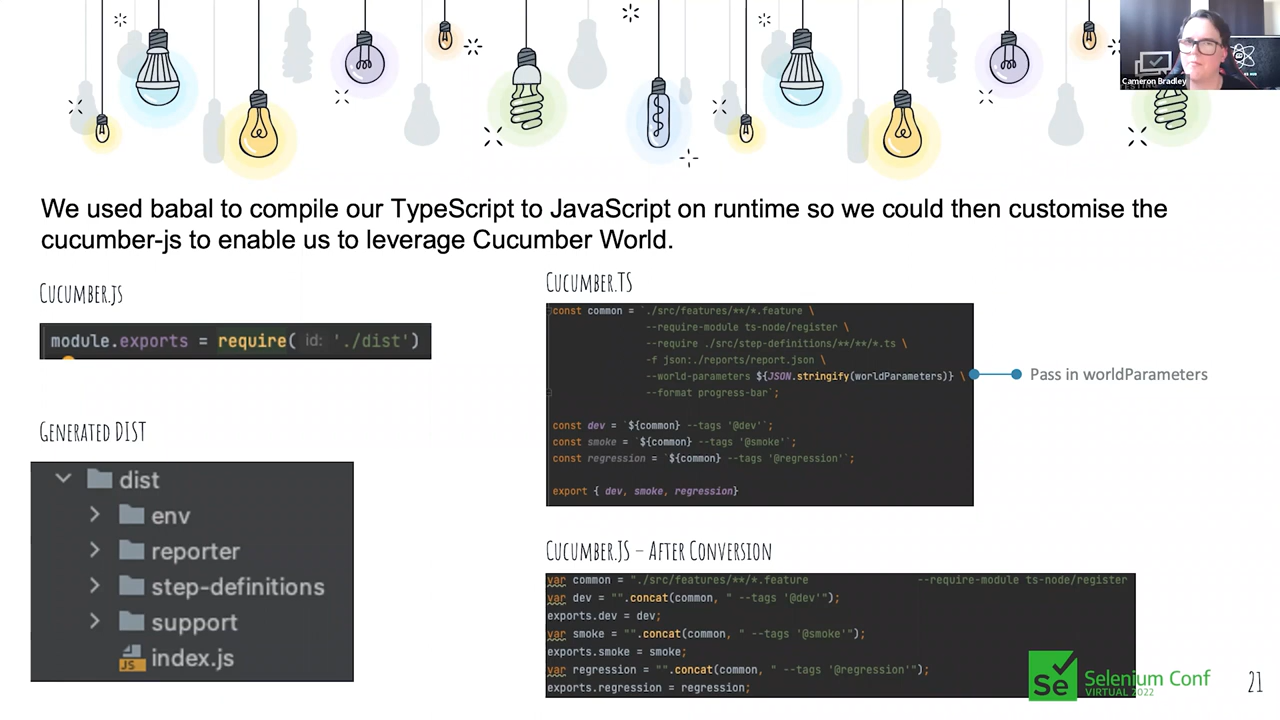 Cameron Bradley
We used babal to compile our TypeScript to JavaScript on runtime so we could then customise the
cucumber-js to enable us to leverage Cucumber World.
Cucumber.js
module.exports = require( id: './dist')
Generated DIST
dist
env
reporter
step-definitions
support
JS index.js
Cucumber.TS
const common = `./src/features/**/*.feature \
--require-module ts-node/register \
--require ./src/step-definitions/**/**/*.ts \
-f json:./reports/report.json \
--world-parameters ${JSON.stringify(worldParameters)} \
--format progress-bar`;
const dev = `${common} --tags '@dev'`;
const smoke = `${common} --tags '@smoke'`;
const regression = `${common} --tags '@regression'`;
export { dev, smoke, regression}
Pass in worldParameters
Cucumber.JS – After Conversion
var common = "./src/features/**/*.feature --require-module ts-node/register
var dev = "".concat(common, " --tags '@dev'");
exports.dev = dev;
var smoke = "".concat(common, " --tags '@smoke'");
exports.smoke = smoke;
var regression = "".concat(common, " --tags '@regression'");
exports.regression = regression;
Se Selenium Conf
VIRTUAL 2022
21